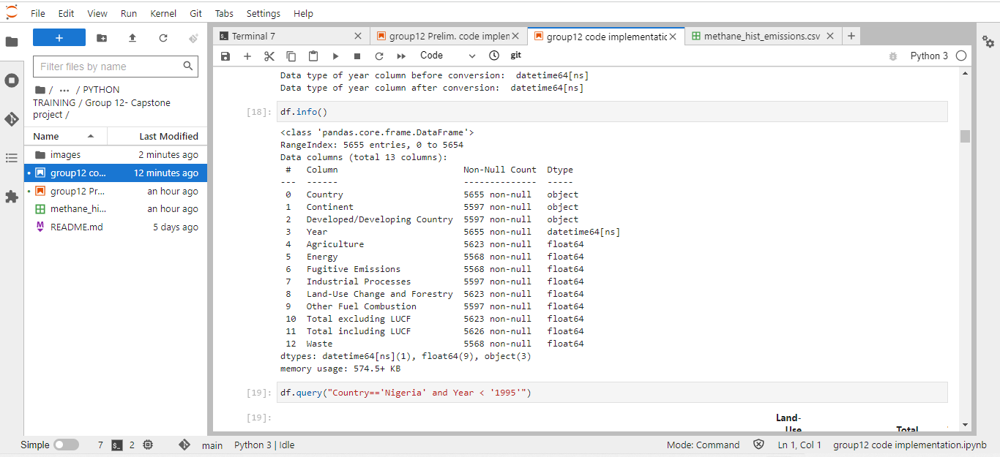 File Edit View Run Kernel Git Tabs Settings Help
Filter files by name
/ ... / PYTHON
TRAINING / Group 12- Capstone
project /
Name Last Modified
images 2 minutes ago
group12 co... 12 minutes ago
group12 Pr... an hour ago
methane_hi... an hour ago
README.md 5 days ago
Terminal 7
group12 Prelim. code implen
group12 code implementatic
methane_hist_emissions.csv
Code
git
Python 3
Data type of year column before conversion:  datetime64[ns]
Data type of year column after conversion:  datetime64[ns]
[18]: df.info()
<class 'pandas.core.frame.DataFrame'>
RangeIndex: 5655 entries, 0 to 5654
Data columns (total 13 columns):
 #   Column                        Non-Null Count  Dtype
---  ------                        --------------  -----
 0   Country                       5655 non-null   object
 1   Continent                     5597 non-null   object
 2   Developed/Developing Country  5597 non-null   object
 3   Year                          5655 non-null   datetime64[ns]
 4   Agriculture                   5623 non-null   float64
 5   Energy                        5568 non-null   float64
 6   Fugitive Emissions            5568 non-null   float64
 7   Industrial Processes          5597 non-null   float64
 8   Land-Use Change and Forestry  5623 non-null   float64
 9   Other Fuel Combustion         5597 non-null   float64
 10  Total excluding LUCF          5623 non-null   float64
 11  Total including LUCF          5626 non-null   float64
 12  Waste                         5568 non-null   float64
dtypes: datetime64[ns](1), float64(9), object(3)
memory usage: 574.5+ KB
[19]: df.query("Country=='Nigeria' and Year < '1995'")
[19]:
Land-
Use
Total
Simple 7 $_ 2 main Python 3 | Idle Mode: Command Ln 1, Col 1 group12 code implementation.ipynb